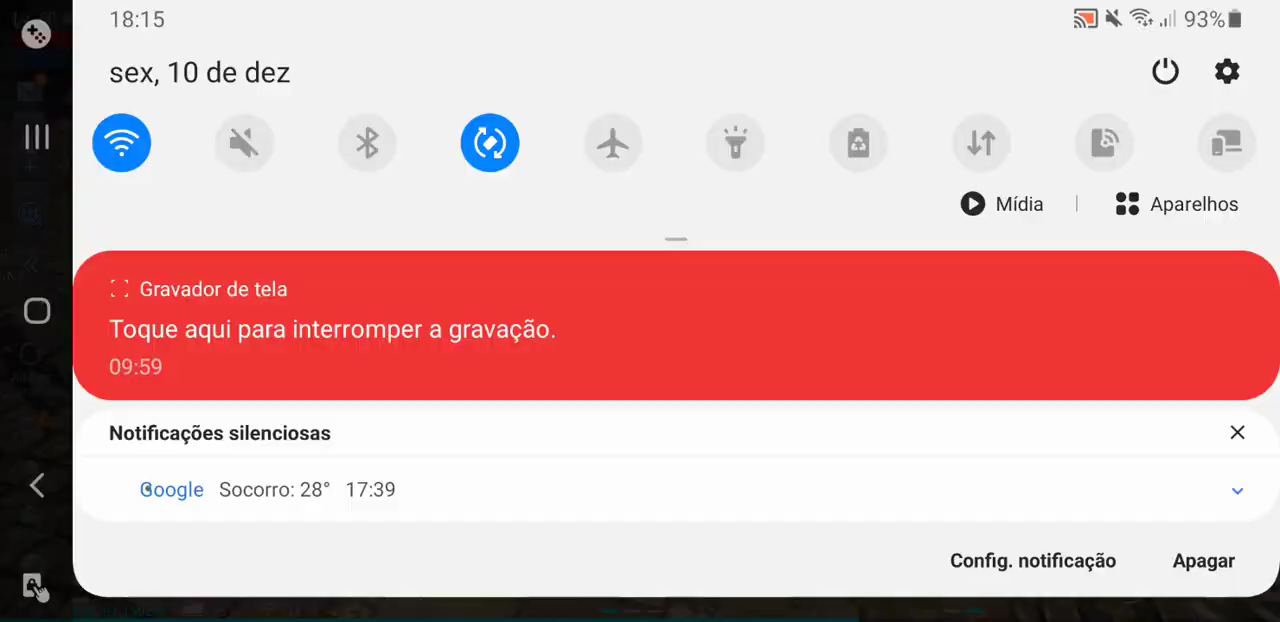 18:15
93%
sex, 10 de dez
Mídia
Aparelhos
Gravador de tela
Toque aqui para interromper a gravação.
09:59
Notificações silenciosas
Google Socorro: 28° 17:39
Config. notificação
Apagar